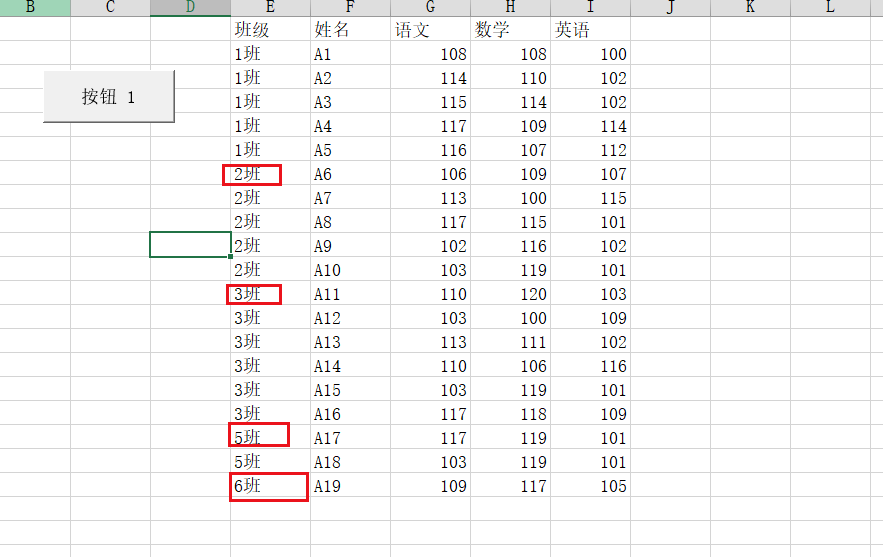 B C D E F G H I J K L
班级 姓名 语文 数学 英语
1班 A1 108 108 100
按钮 1
1班 A2 114 110 102
1班 A3 115 114 102
1班 A4 117 109 114
1班 A5 116 107 112
2班 A6 106 109 107
2班 A7 113 100 115
2班 A8 117 115 101
2班 A9 102 116 102
2班 A10 103 119 101
3班 A11 110 120 103
3班 A12 103 100 109
3班 A13 113 111 102
3班 A14 110 106 116
3班 A15 103 119 101
3班 A16 117 118 109
5班 A17 117 119 101
5班 A18 103 119 101
6班 A19 109 117 105